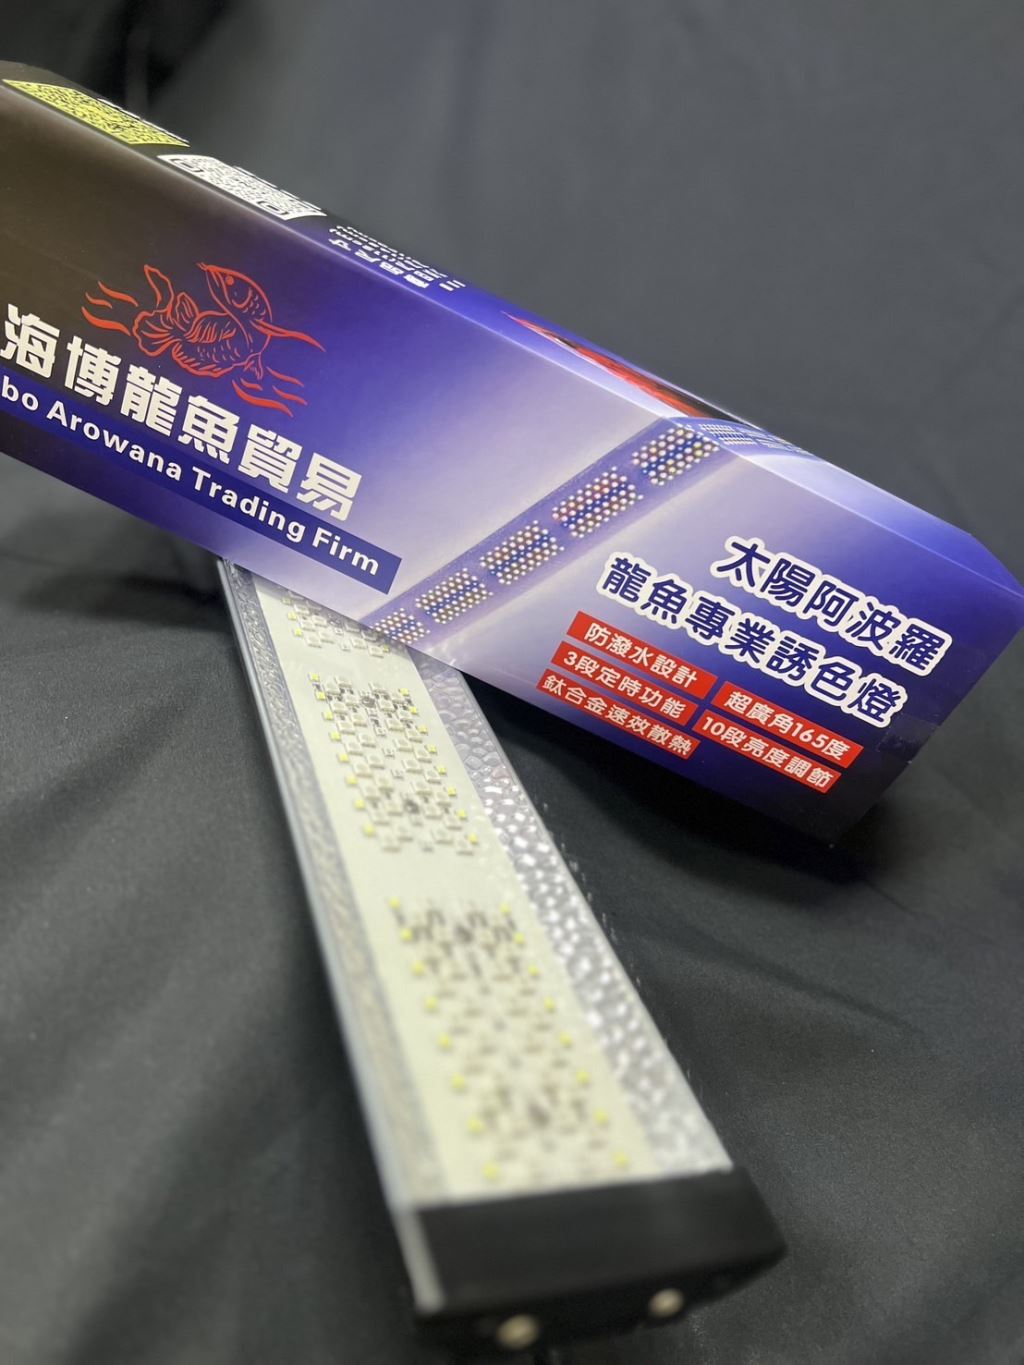 海博龍魚貿易
bo Arowana Trading Firm
太陽阿波羅
龍魚專業誘色燈
防潑水設計
超廣角165度
3段定時功能
10段亮度調節
鈦合金速效散熱